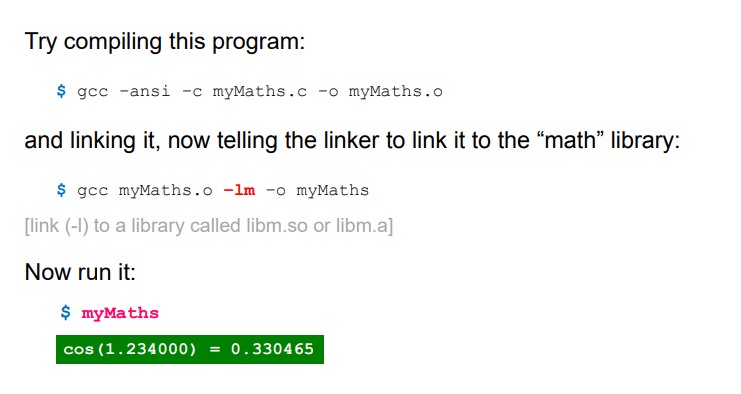 Try compiling this program:
$ gcc -ansi -c myMaths.c -o myMaths.o
and linking it, now telling the linker to link it to the “math” library:
$ gcc myMaths.o -lm -o myMaths
[link (-l) to a library called libm.so or libm.a]
Now run it:
$ myMaths
cos(1.234000) = 0.330465